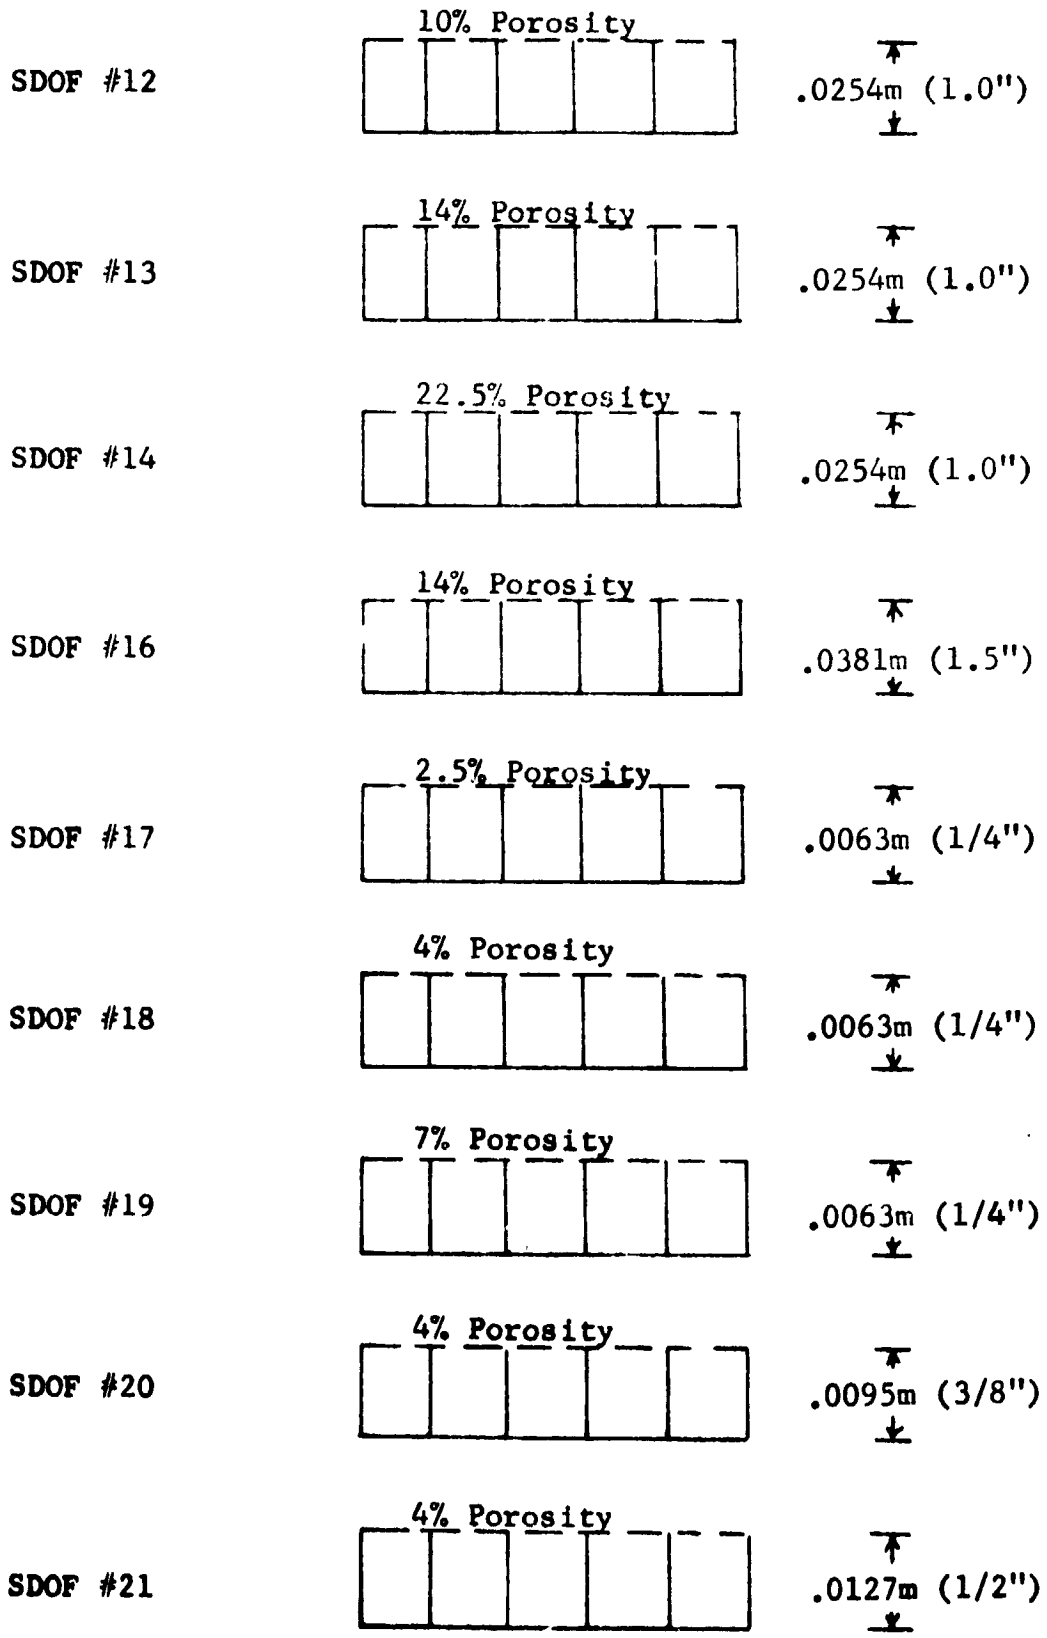 10% Porosity
SDOF #12
.0254m (1.0")
14% Porosity
SDOF #13
.0254m (1.0")
22.5% Porosity
SDOF #14
.0254m (1.0")
14% Porosity
SDOF #16
.0381m (1.5")
2.5% Porosity
SDOF #17
.0063m (1/4")
4% Porosity
SDOF #18
.0063m (1/4")
7% Porosity
SDOF #19
.0063m (1/4")
4% Porosity
SDOF #20
.0095m (3/8")
4% Porosity
SDOF #21
.0127m (1/2")